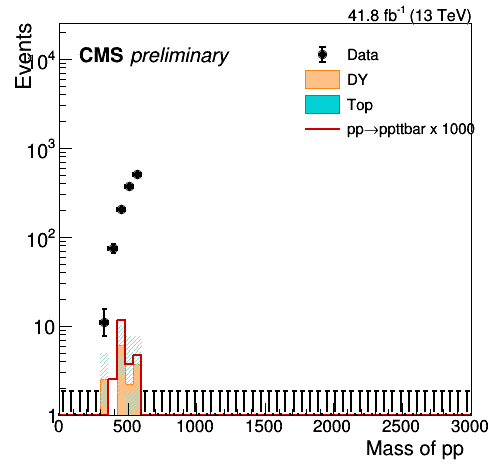 41.8 fb⁻¹ (13 TeV)
Events
CMS preliminary
Data
DY
Top
pp→ppttbar x 1000
10⁴
10³
10²
10
1
0 500 1000 1500 2000 2500 3000
Mass of pp